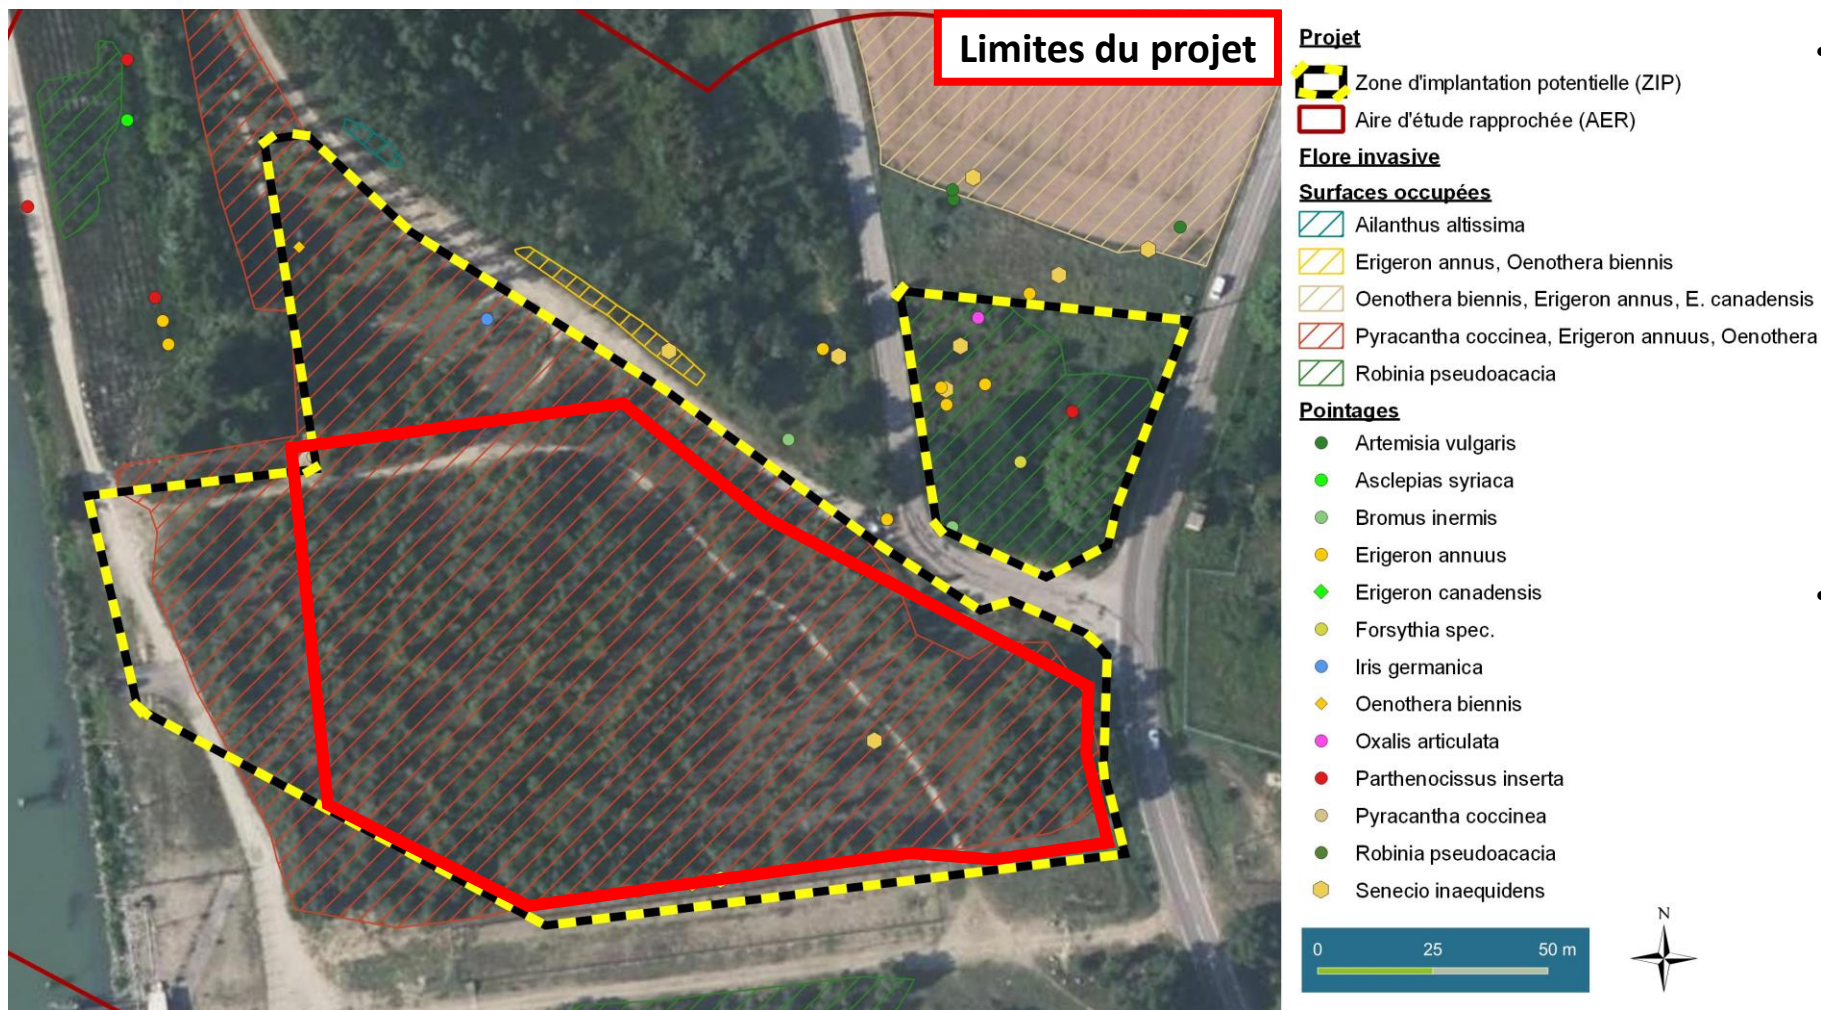 Limites du projet
Projet
Zone d'implantation potentielle (ZIP)
Aire d'étude rapprochée (AER)
Flore invasive
Surfaces occupées
Ailanthus altissima
Erigeron annus, Oenothera biennis
Oenothera biennis, Erigeron annus, E. canadensis
Pyracantha coccinea, Erigeron annuus, Oenothera
Robinia pseudoacacia
Pointages
Artemisia vulgaris
Asclepias syriaca
Bromus inermis
Erigeron annuus
Erigeron canadensis
Forsythia spec.
Iris germanica
Oenothera biennis
Oxalis articulata
Parthenocissus inserta
Pyracantha coccinea
Robinia pseudoacacia
Senecio inaequidens
0 25 50 m
N